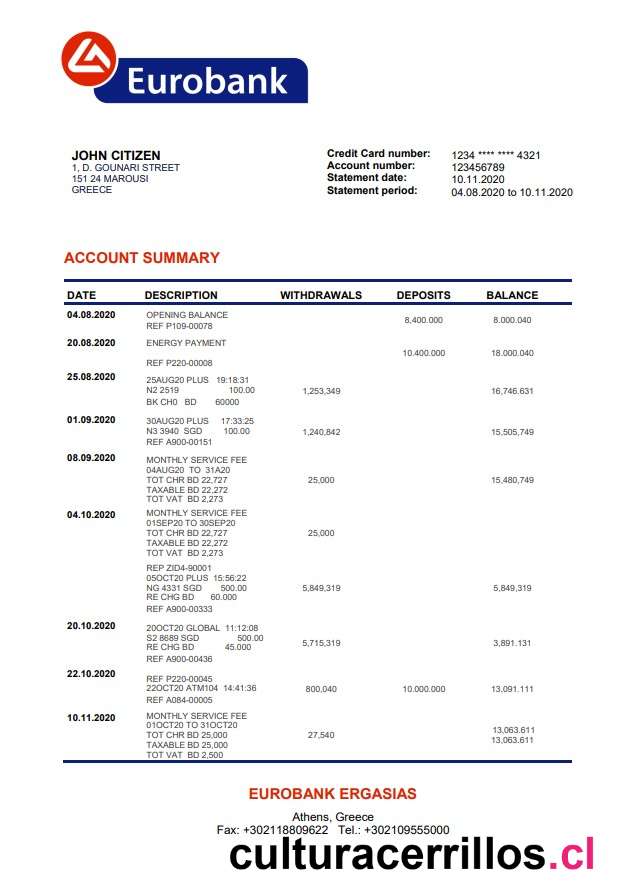 Eurobank
JOHN CITIZEN
1, D. GOUNARI STREET
151 24 MAROUSI
GREECE
Credit Card number: 1234 **** **** 4321
Account number: 123456789
Statement date: 10.11.2020
Statement period: 04.08.2020 to 10.11.2020
ACCOUNT SUMMARY
DATE DESCRIPTION WITHDRAWALS DEPOSITS BALANCE
04.08.2020 OPENING BALANCE
8,400.000 8.000.040
REF P109-00078
20.08.2020 ENERGY PAYMENT
10.400.000 18.000.040
REF P220-00008
25.08.2020 25AUG20 PLUS 19:18:31
N2 2519 100.00 1,253,349 16,746.631
BK CH0 BD 60000
01.09.2020 30AUG20 PLUS 17:33:25
N3 3940 SGD 100.00 1,240,842 15,505,749
REF A900-00151
08.09.2020 MONTHLY SERVICE FEE
04AUG20 TO 31A20
TOT CHR BD 22,727 25,000 15,480,749
TAXABLE BD 22,272
TOT VAT BD 2,273
04.10.2020 MONTHLY SERVICE FEE
01SEP20 TO 30SEP20
TOT CHR BD 22,727 25,000
TAXABLE BD 22,272
TOT VAT BD 2,273
REP ZID4-90001
05OCT20 PLUS 15:56:22
NG 4331 SGD 500.00 5,849,319 5,849,319
RE CHG BD 60.000
REF A900-00333
20.10.2020 20OCT20 GLOBAL 11:12:08
S2 8689 SGD 500.00 5,715,319 3,891.131
RE CHG BD 45.000
REF A900-00436
22.10.2020 REF P220-00045
22OCT20 ATM104 14:41:36 800,040 10.000.000 13,091.111
REF A084-00005
10.11.2020 MONTHLY SERVICE FEE
01OCT20 TO 31OCT20 13,063.611
TOT CHR BD 25,000 27,540 13,063.611
TAXABLE BD 25,000
TOT VAT BD 2,500
EUROBANK ERGASIAS
Athens, Greece
Fax: +302118809622 Tel.: +302109555000
culturacerrillos.cl